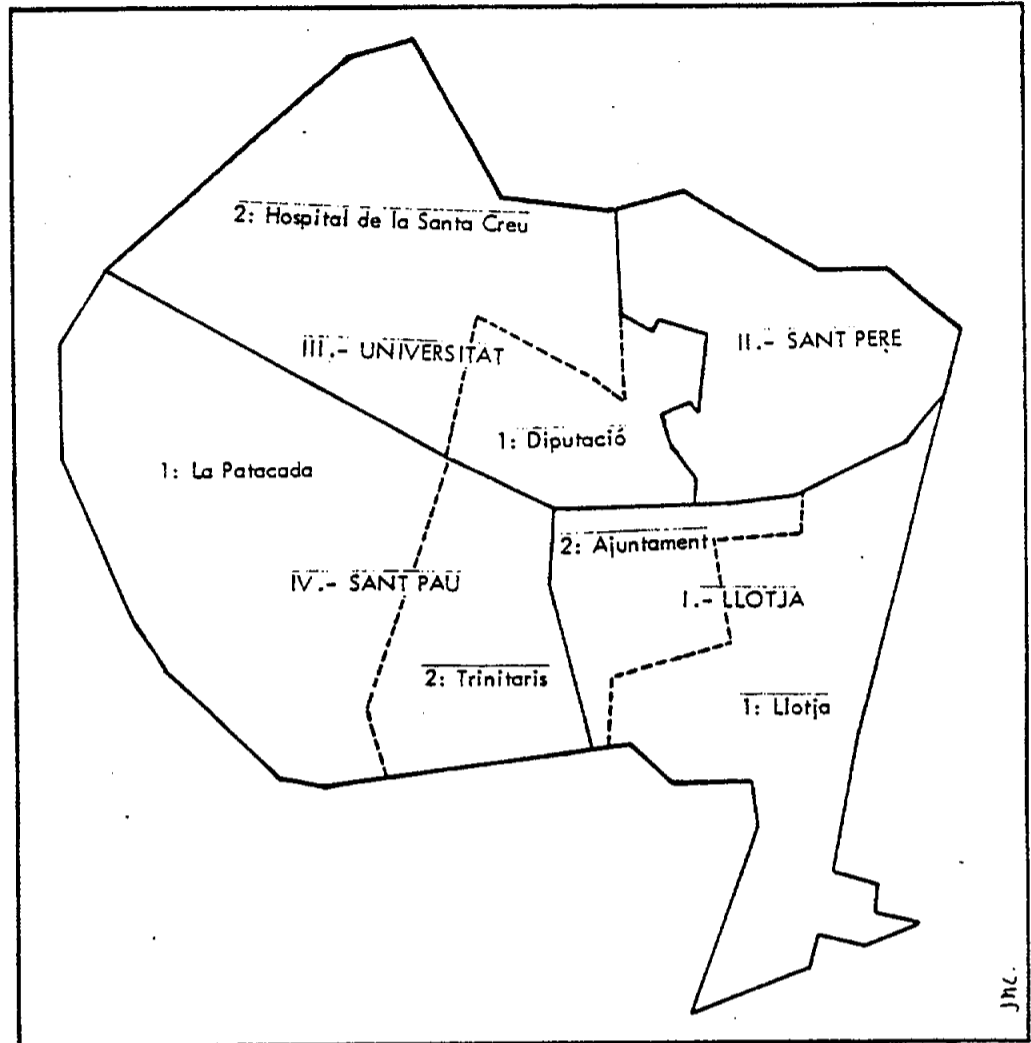 2: Hospital de la Santa Creu
III.- UNIVERSITAT
II.- SANT PERE
1: Diputació
1: La Patacada
2: Ajuntament
IV.- SANT PAU
I.- LLOTJA
2: Trinitaris
1: Llotja
JMC.